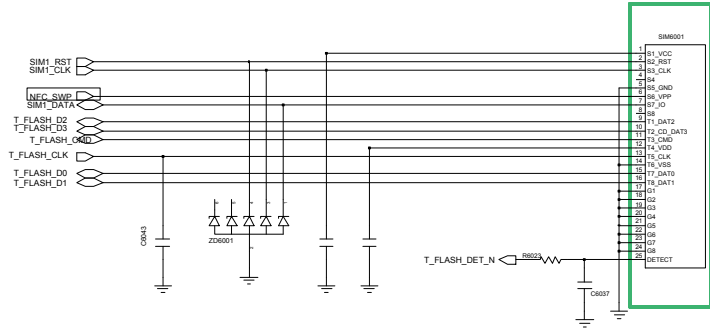 SIM6001
1 S1_VCC
SIM1_RST 2 S2_RST
SIM1_CLK 3 S3_CLK
4 S4
5 S5_GND
NFC_SWP 6 S6_VPP
SIM1_DATA 7 S7_IO
8 S8
T_FLASH_D2 9 T1_DAT2
T_FLASH_D3 10 T2_CD_DAT3
T_FLASH_CMD 11 T3_CMD
12 T4_VDD
T_FLASH_CLK 13 T5_CLK
14 T6_VSS
T_FLASH_D0 15 T7_DAT0
T_FLASH_D1 16 T8_DAT1
17 G1
18 G2
19 G3
20 G4
21 G5
22 G6
23 G7
24 G8
25 DETECT
C6043
ZD6001
T_FLASH_DET_N R6023
C6037